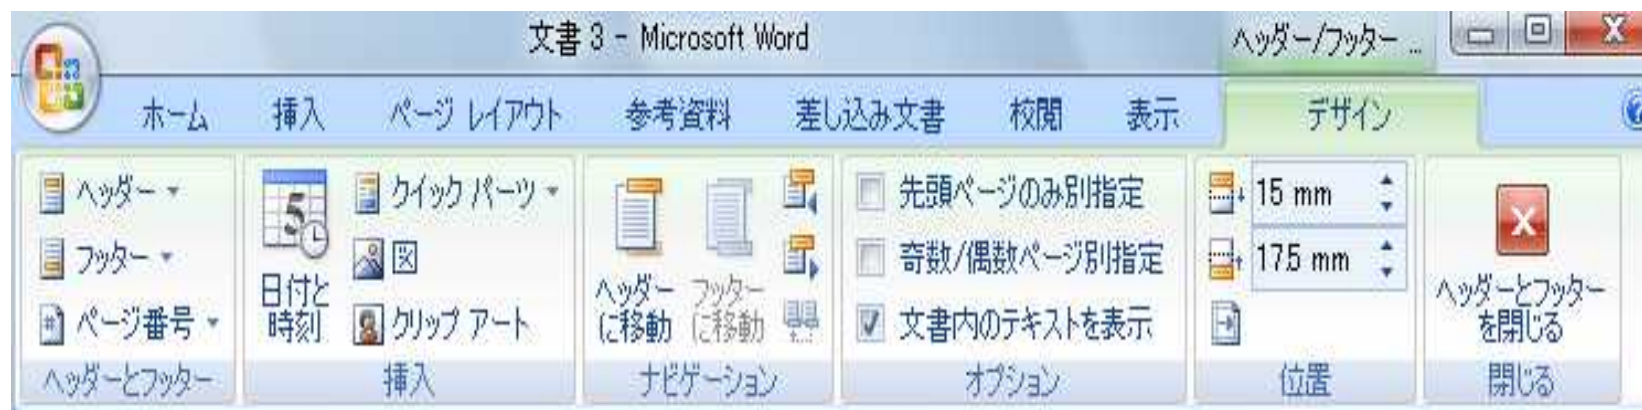 文書 3 - Microsoft Word
ヘッダー/フッター ...
ホーム 挿入 ページ レイアウト 参考資料 差し込み文書 校閲 表示 デザイン
ヘッダー
フッター
ページ番号
ヘッダーとフッター
日付と
時刻
クイック パーツ
図
クリップ アート
挿入
ヘッダー
に移動
フッター
に移動
ナビゲーション
先頭ページのみ別指定
奇数/偶数ページ別指定
文書内のテキストを表示
オプション
15 mm
17.5 mm
位置
ヘッダーとフッター
を閉じる
閉じる